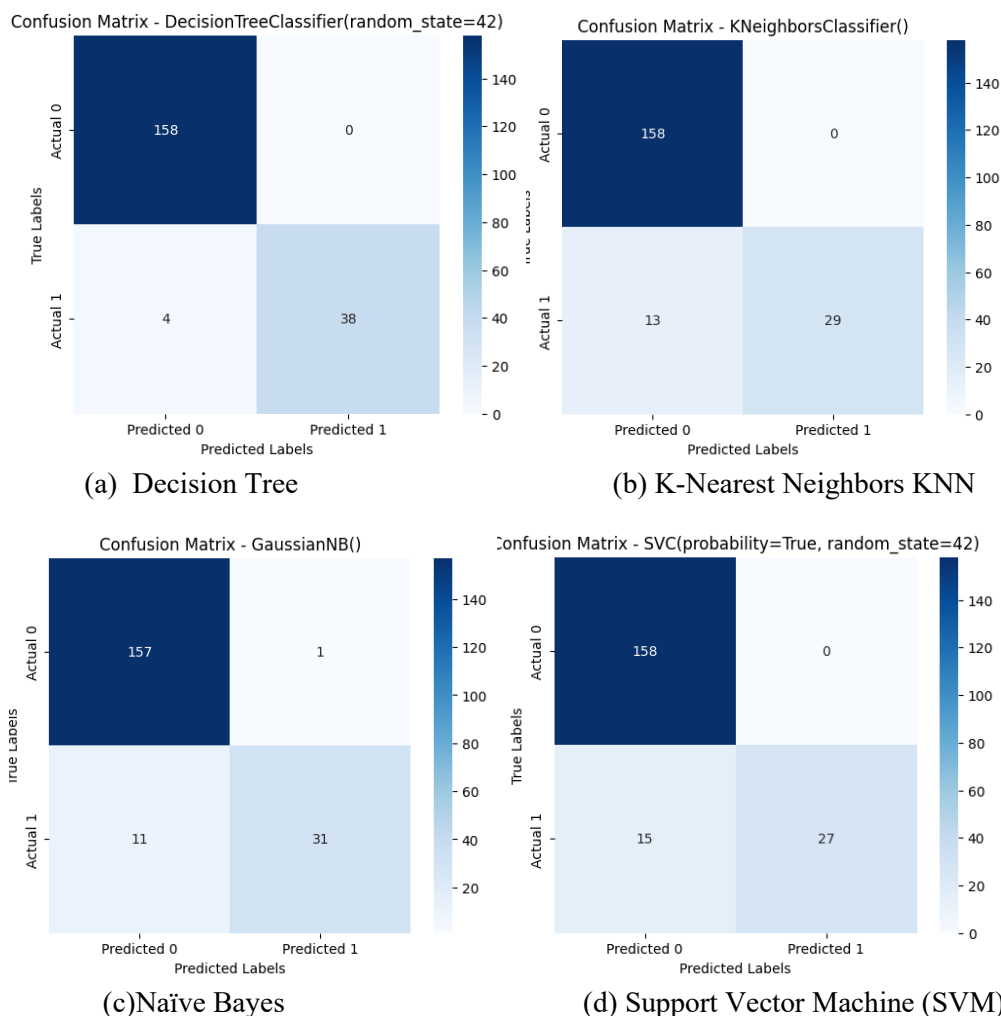 Confusion Matrix - DecisionTreeClassifier(random_state=42)
Actual 0
158
0
Actual 1
4
38
True Labels
Predicted 0
Predicted 1
Predicted Labels
140
120
100
80
60
40
20
0
(a) Decision Tree
Confusion Matrix - KNeighborsClassifier()
Actual 0
158
0
Actual 1
13
29
True Labels
Predicted 0
Predicted 1
Predicted Labels
140
120
100
80
60
40
20
0
(b) K-Nearest Neighbors KNN
Confusion Matrix - GaussianNB()
Actual 0
157
1
Actual 1
11
31
True Labels
Predicted 0
Predicted 1
Predicted Labels
140
120
100
80
60
40
20
(c)Naïve Bayes
Confusion Matrix - SVC(probability=True, random_state=42)
Actual 0
158
0
Actual 1
15
27
True Labels
Predicted 0
Predicted 1
Predicted Labels
140
120
100
80
60
40
20
0
(d) Support Vector Machine (SVM)